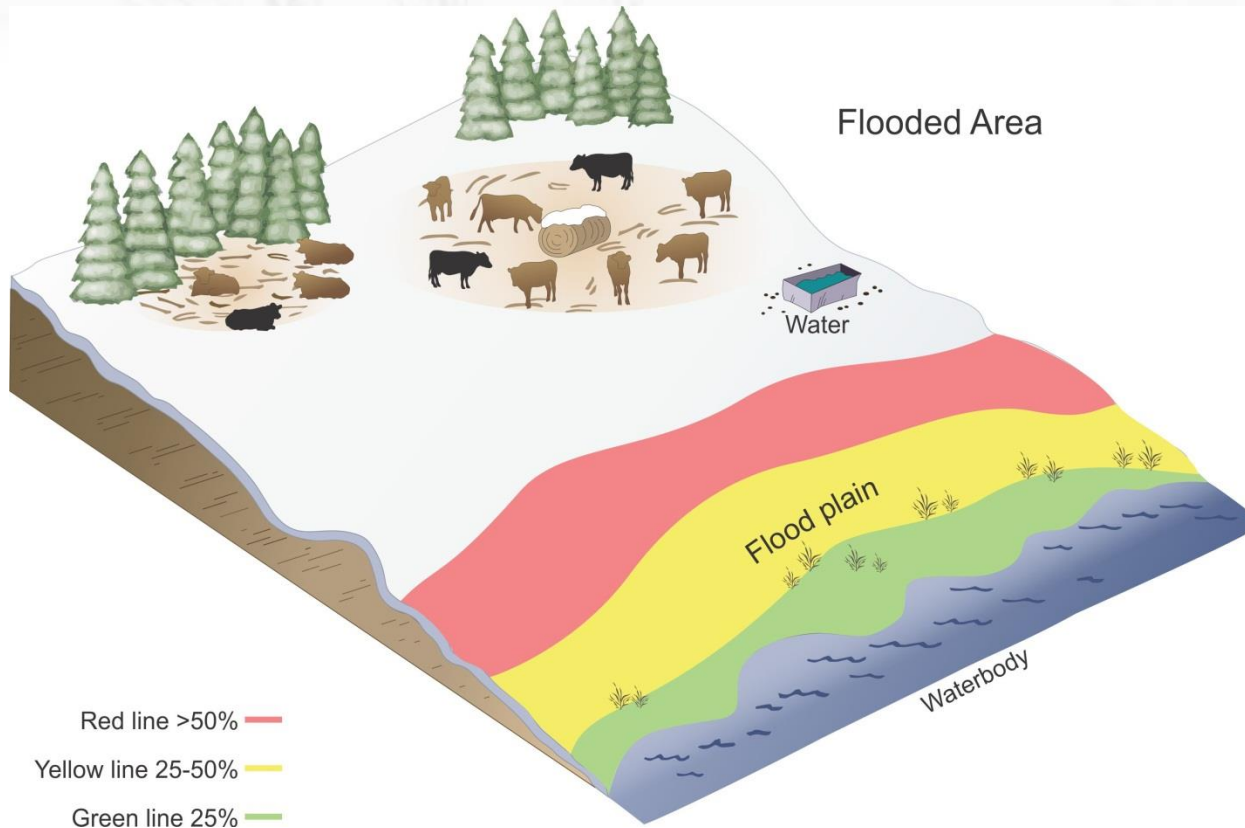 Flooded Area
Water
Flood plain
Waterbody
Red line >50%
Yellow line 25-50%
Green line 25%